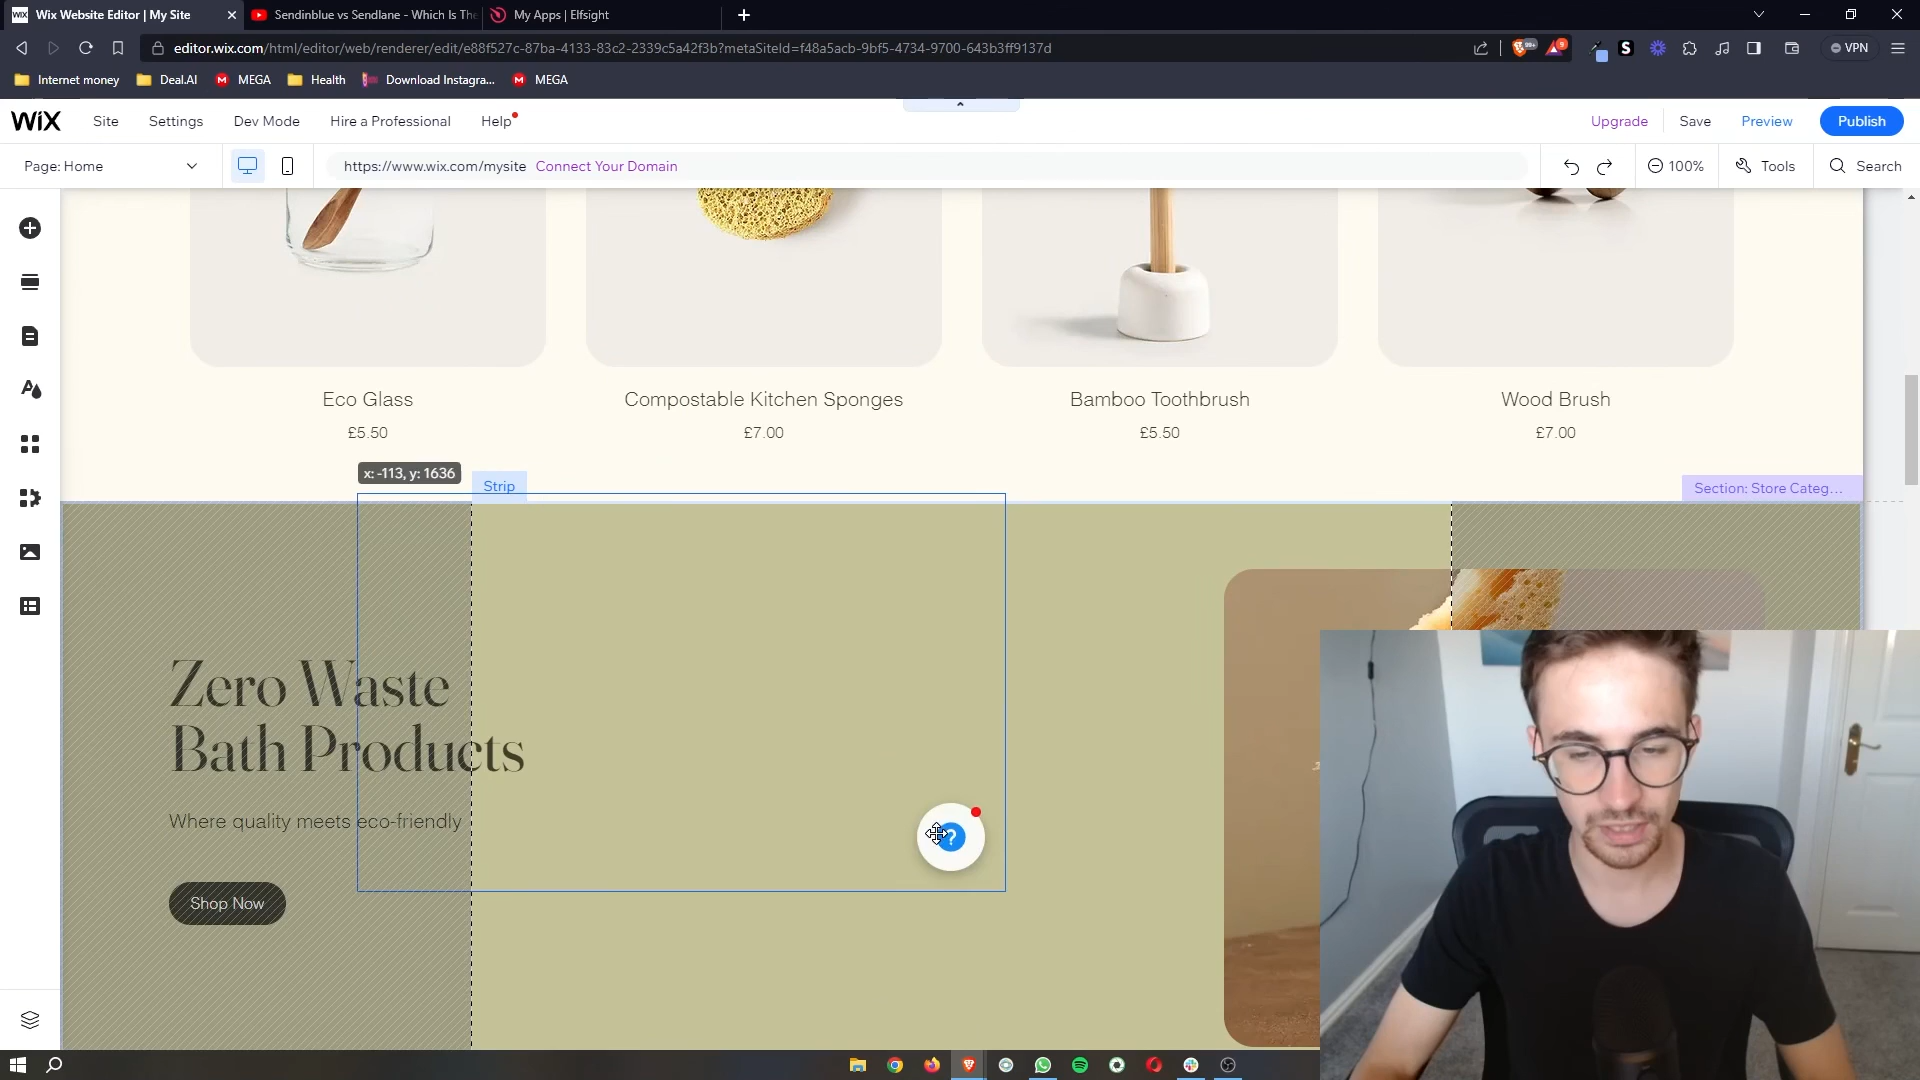 Wix Website Editor | My Site
Sendinblue vs Sendlane - Which Is The
My Apps | Elfsight
editor.wix.com/html/editor/web/renderer/edit/e88f527c-87ba-4133-83c2-2339c5a42f3b?metaSiteId=f48a5acb-9bf5-4734-9700-643b3ff9137d
VPN
Internet money
Deal.AI
MEGA
Health
Download Instagra...
MEGA
WiX
Site
Settings
Dev Mode
Hire a Professional
Help
Upgrade
Save
Preview
Publish
Page: Home
https://www.wix.com/mysite Connect Your Domain
100%
Tools
Search
Eco Glass
Compostable Kitchen Sponges
Bamboo Toothbrush
Wood Brush
£5.50
£7.00
£5.50
£7.00
x: -113, y: 1636
Strip
Section: Store Categ...
Zero Waste
Bath Products
Where quality meets eco-friendly
?
Shop Now